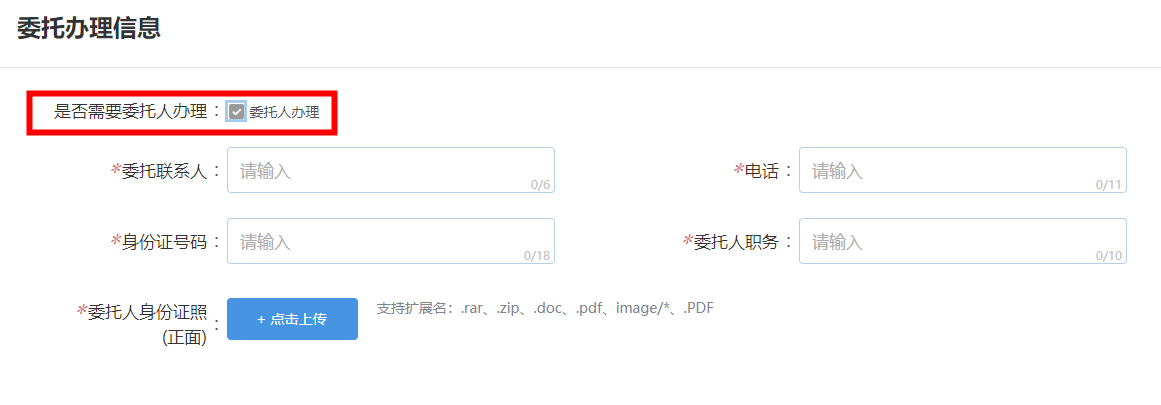 委托办理信息
是否需要委托人办理： 委托人办理
*委托联系人： 请输入 0/6
*电话： 请输入 0/11
*身份证号码： 请输入 0/18
*委托人职务： 请输入 0/10
*委托人身份证照
(正面)：
+ 点击上传
支持扩展名：.rar、.zip、.doc、.pdf、image/*、.PDF